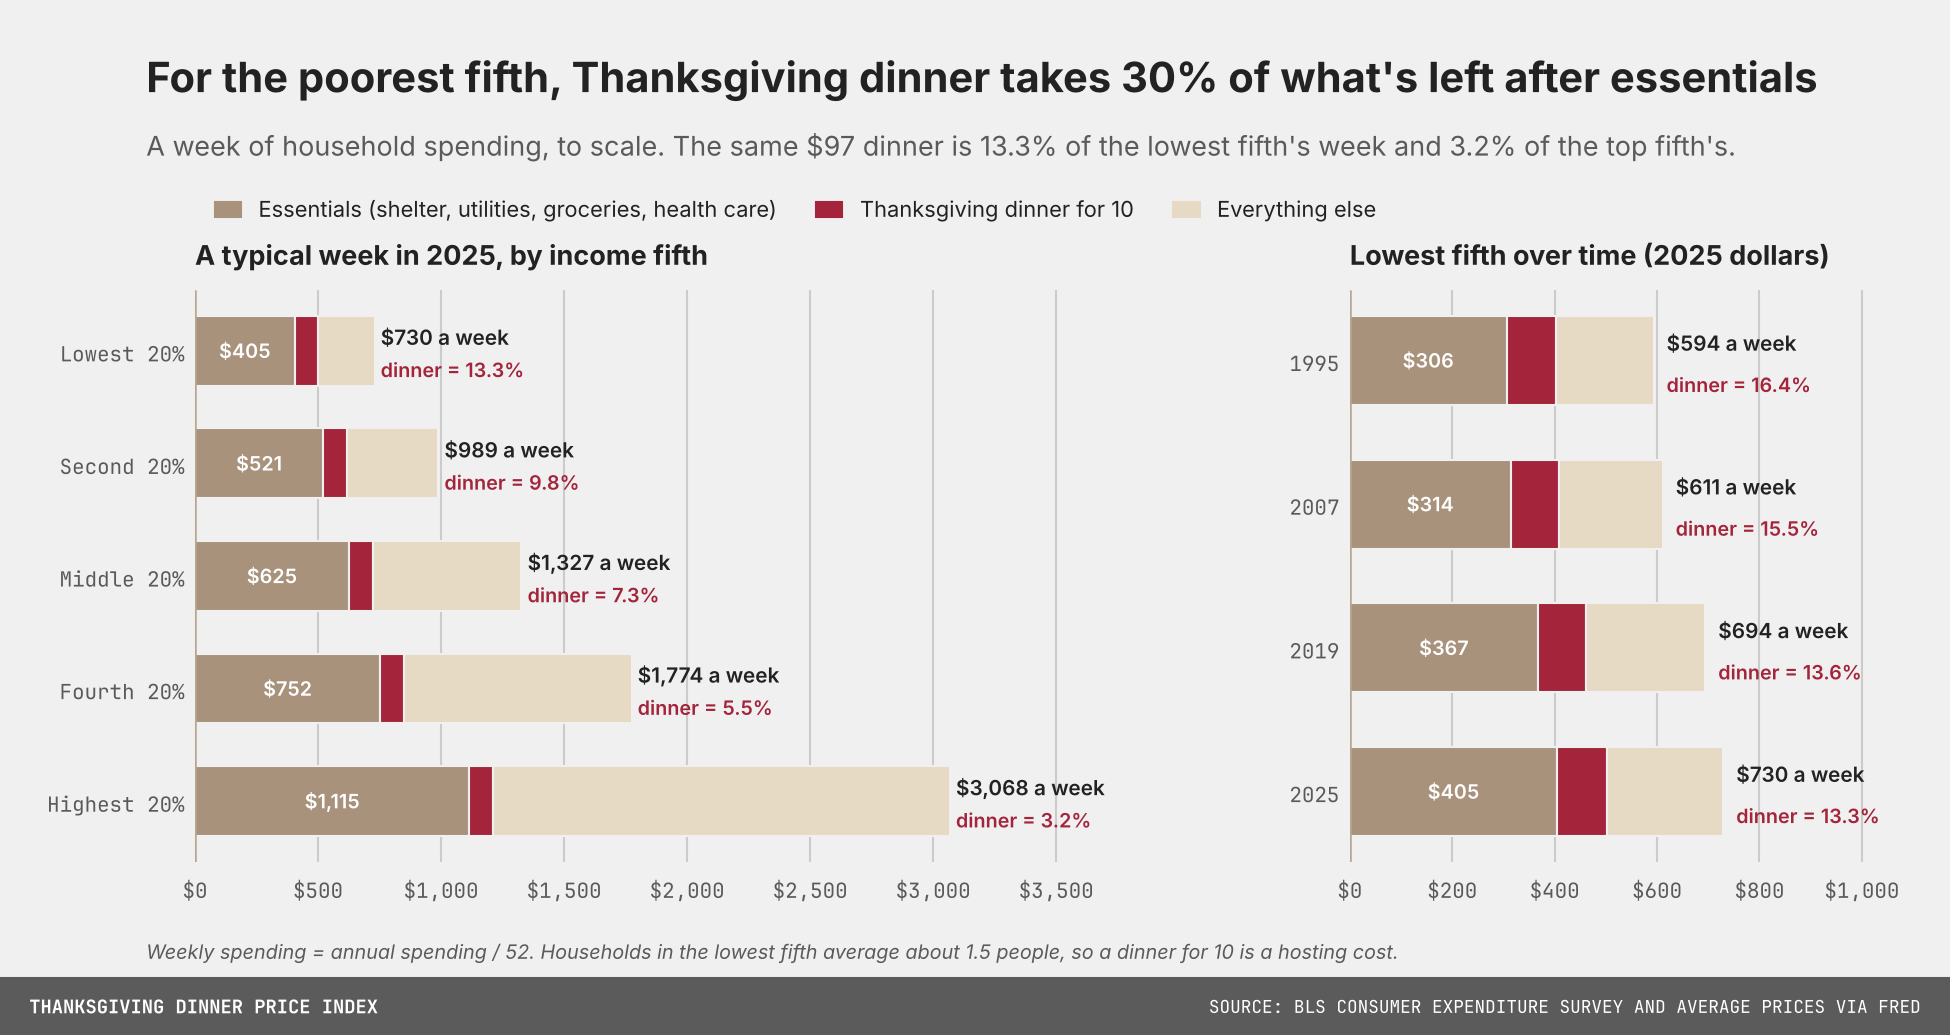 For the poorest fifth, Thanksgiving dinner takes 30% of what's left after essentials
A week of household spending, to scale. The same $97 dinner is 13.3% of the lowest fifth's week and 3.2% of the top fifth's.
Essentials (shelter, utilities, groceries, health care) Thanksgiving dinner for 10 Everything else
A typical week in 2025, by income fifth
Lowest 20% $405 $730 a week
dinner = 13.3%
Second 20% $521 $989 a week
dinner = 9.8%
Middle 20% $625 $1,327 a week
dinner = 7.3%
Fourth 20% $752 $1,774 a week
dinner = 5.5%
Highest 20% $1,115 $3,068 a week
dinner = 3.2%
$0 $500 $1,000 $1,500 $2,000 $2,500 $3,000 $3,500
Lowest fifth over time (2025 dollars)
1995 $306 $594 a week
dinner = 16.4%
2007 $314 $611 a week
dinner = 15.5%
2019 $367 $694 a week
dinner = 13.6%
2025 $405 $730 a week
dinner = 13.3%
$0 $200 $400 $600 $800 $1,000
Weekly spending = annual spending / 52. Households in the lowest fifth average about 1.5 people, so a dinner for 10 is a hosting cost.
THANKSGIVING DINNER PRICE INDEX
SOURCE: BLS CONSUMER EXPENDITURE SURVEY AND AVERAGE PRICES VIA FRED